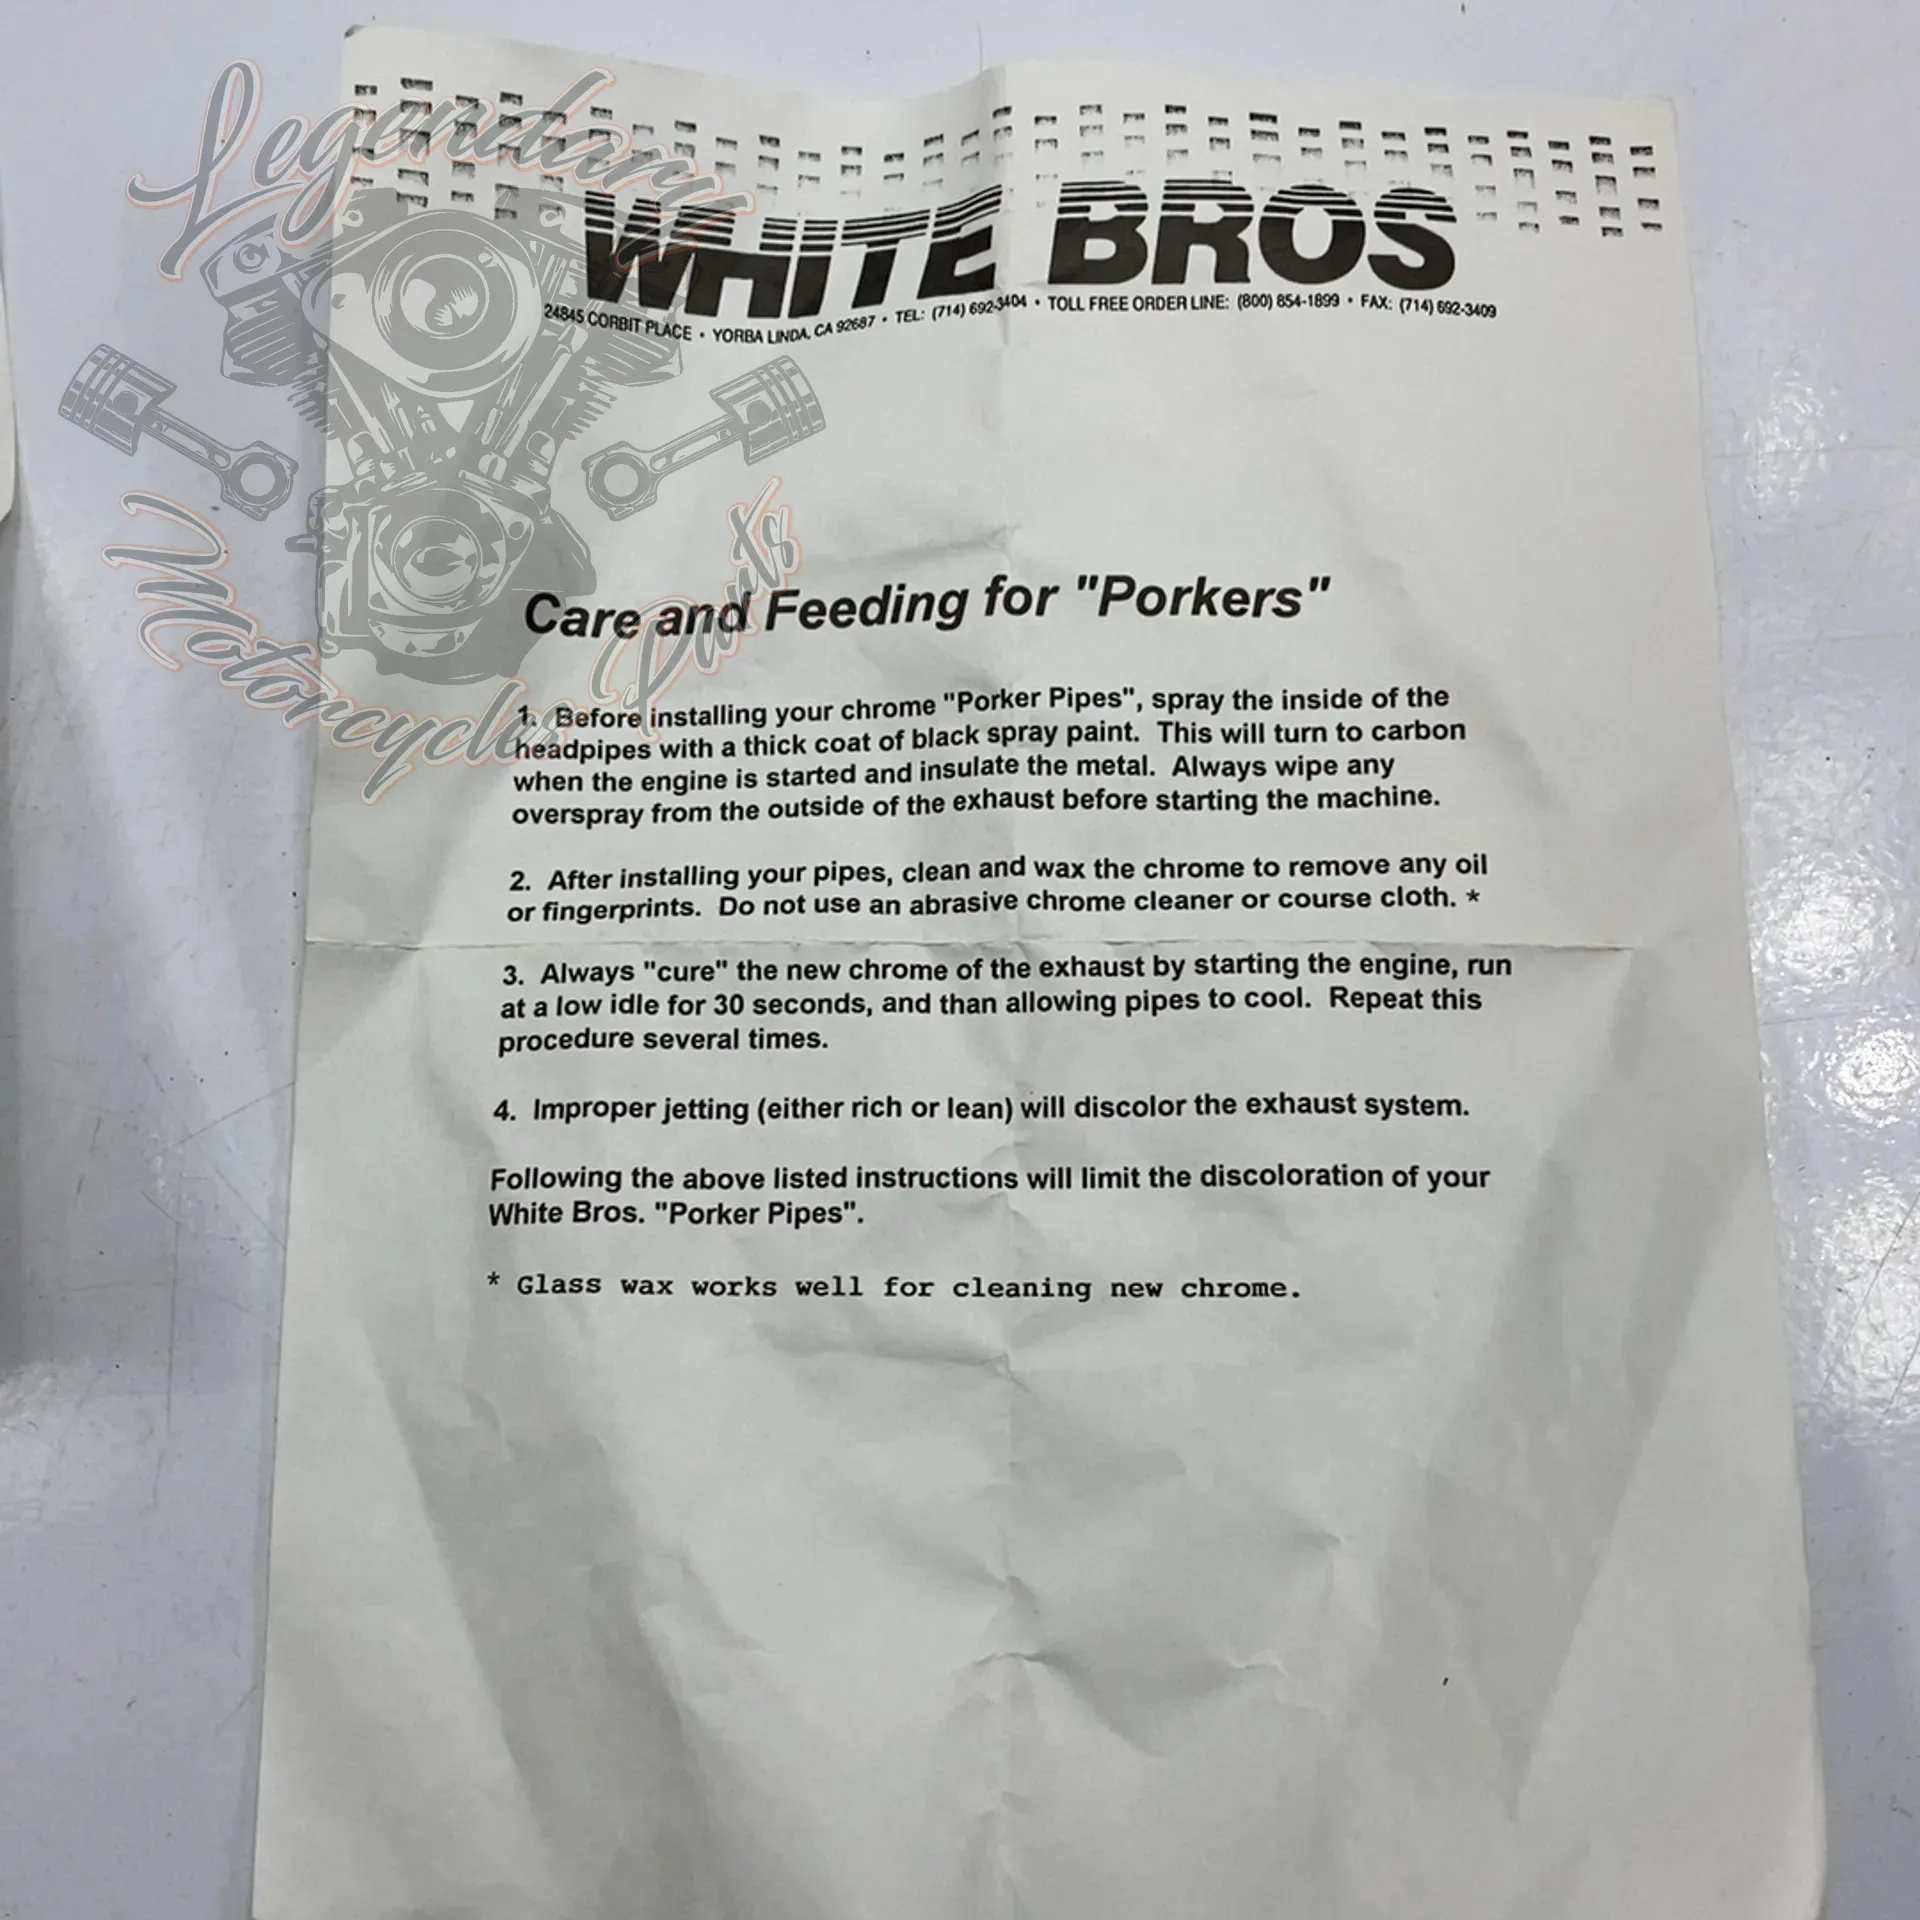 Legendary
WHITE BROS
24845 CORBIT PLACE • YORBA LINDA, CA 92687 • TEL: (714) 692-3404 • TOLL FREE ORDER LINE: (800) 854-1899 • FAX: (714) 692-3409
Motorcycles Parts
Care and Feeding for "Porkers"
1. Before installing your chrome "Porker Pipes", spray the inside of the
headpipes with a thick coat of black spray paint. This will turn to carbon
when the engine is started and insulate the metal. Always wipe any
overspray from the outside of the exhaust before starting the machine.
2. After installing your pipes, clean and wax the chrome to remove any oil
or fingerprints. Do not use an abrasive chrome cleaner or course cloth. *
3. Always "cure" the new chrome of the exhaust by starting the engine, run
at a low idle for 30 seconds, and than allowing pipes to cool. Repeat this
procedure several times.
4. Improper jetting (either rich or lean) will discolor the exhaust system.
Following the above listed instructions will limit the discoloration of your
White Bros. "Porker Pipes".
* Glass wax works well for cleaning new chrome.